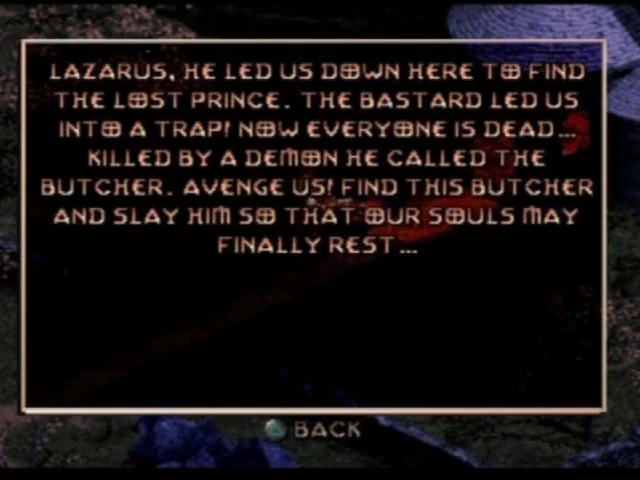 LAZARUS, HE LED US DOWN HERE TO FIND
THE LOST PRINCE. THE BASTARD LED US
INTO A TRAP! NOW EVERYONE IS DEAD...
KILLED BY A DEMON HE CALLED THE
BUTCHER. AVENGE US! FIND THIS BUTCHER
AND SLAY HIM SO THAT OUR SOULS MAY
FINALLY REST...
BACK